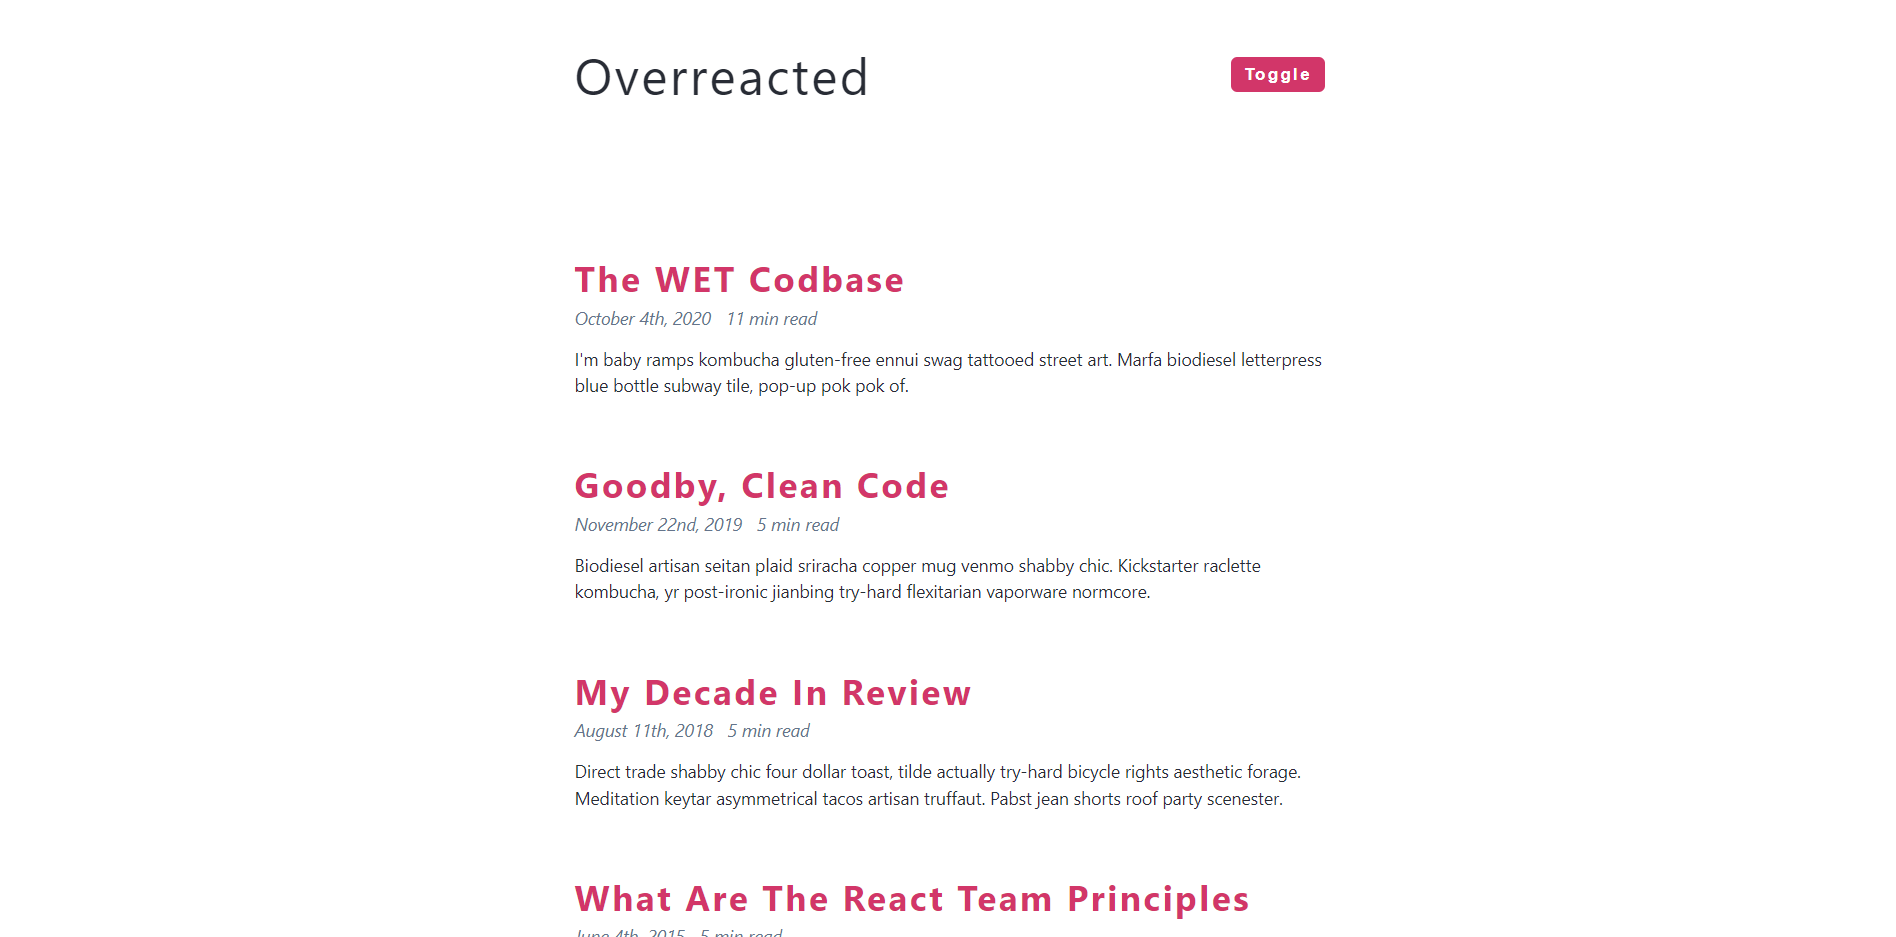 Overreacted
Toggle
The WET Codbase
October 4th, 2020 11 min read
I'm baby ramps kombucha gluten-free ennui swag tattooed street art. Marfa biodiesel letterpress
blue bottle subway tile, pop-up pok pok of.
Goodby, Clean Code
November 22nd, 2019 5 min read
Biodiesel artisan seitan plaid sriracha copper mug venmo shabby chic. Kickstarter raclette
kombucha, yr post-ironic jianbing try-hard flexitarian vaporware normcore.
My Decade In Review
August 11th, 2018 5 min read
Direct trade shabby chic four dollar toast, tilde actually try-hard bicycle rights aesthetic forage.
Meditation keytar asymmetrical tacos artisan truffaut. Pabst jean shorts roof party scenester.
What Are The React Team Principles
June 4th, 2015 5 min read